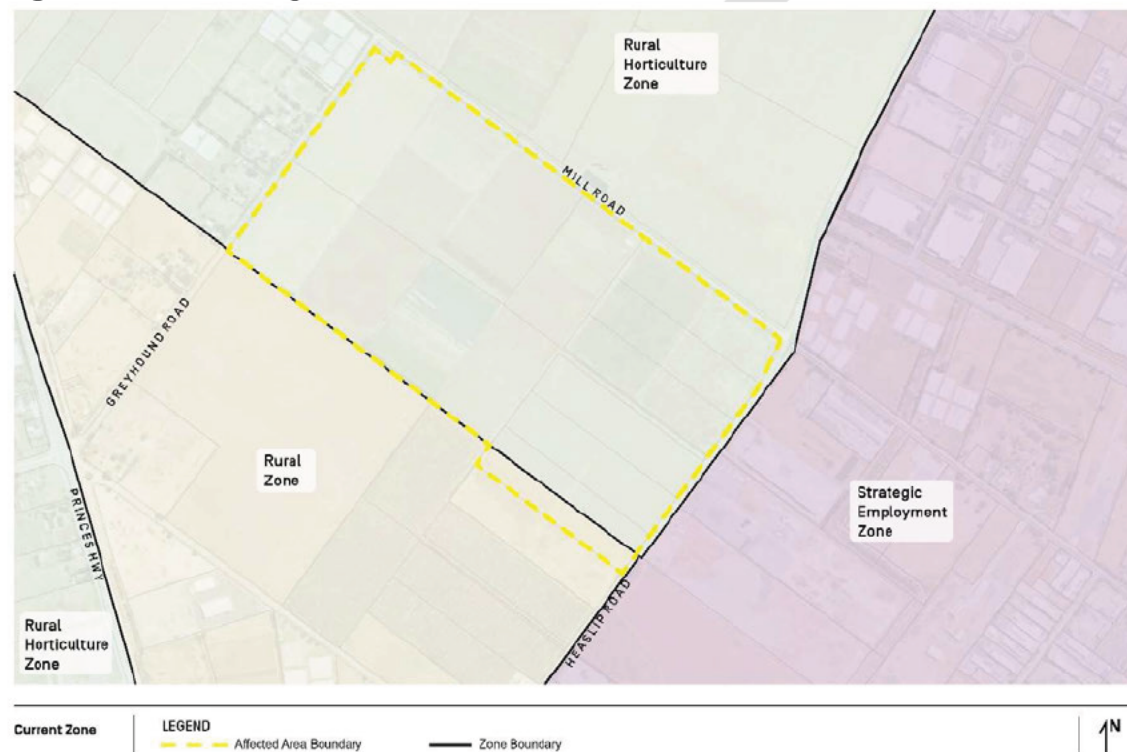 Rural
Horticulture
Zone
MILL ROAD
GREYHOUND ROAD
Rural
Zone
Strategic
Employment
Zone
PRINCES HWY
HEASLIP ROAD
Rural
Horticulture
Zone
Current Zone
LEGEND
Affected Area Boundary
Zone Boundary
N